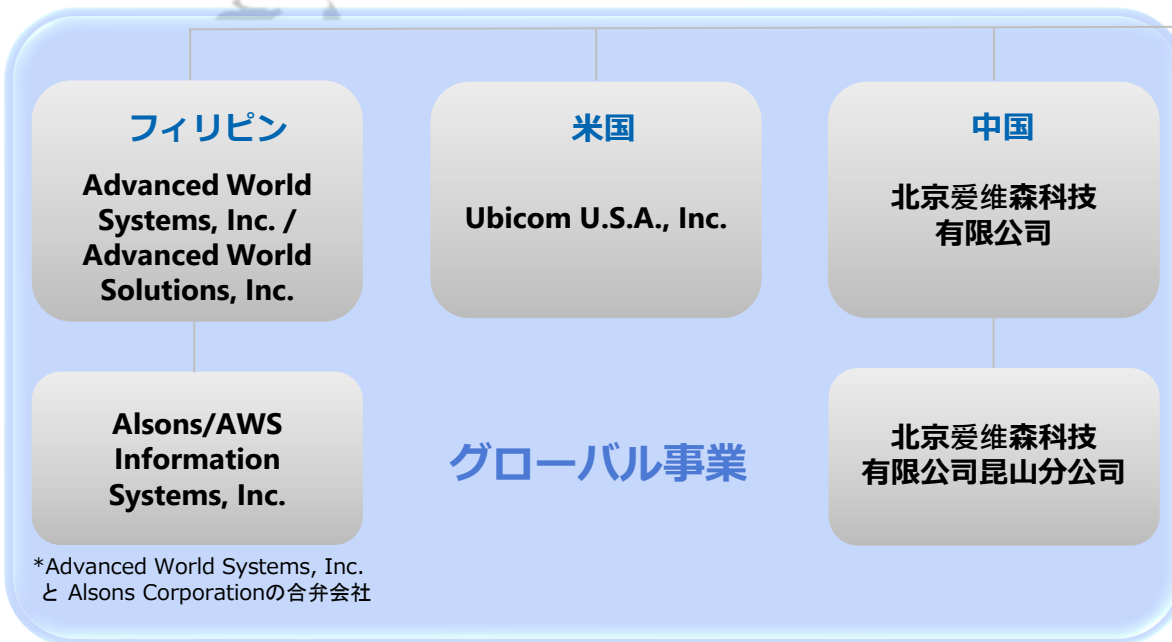 フィリピン
Advanced World
Systems, Inc. /
Advanced World
Solutions, Inc.
米国
Ubicom U.S.A., Inc.
中国
北京爱维森科技
有限公司
Alsons/AWS
Information
Systems, Inc.
*Advanced World Systems, Inc.
と Alsons Corporationの合弁会社
グローバル事業
北京爱维森科技
有限公司昆山分公司